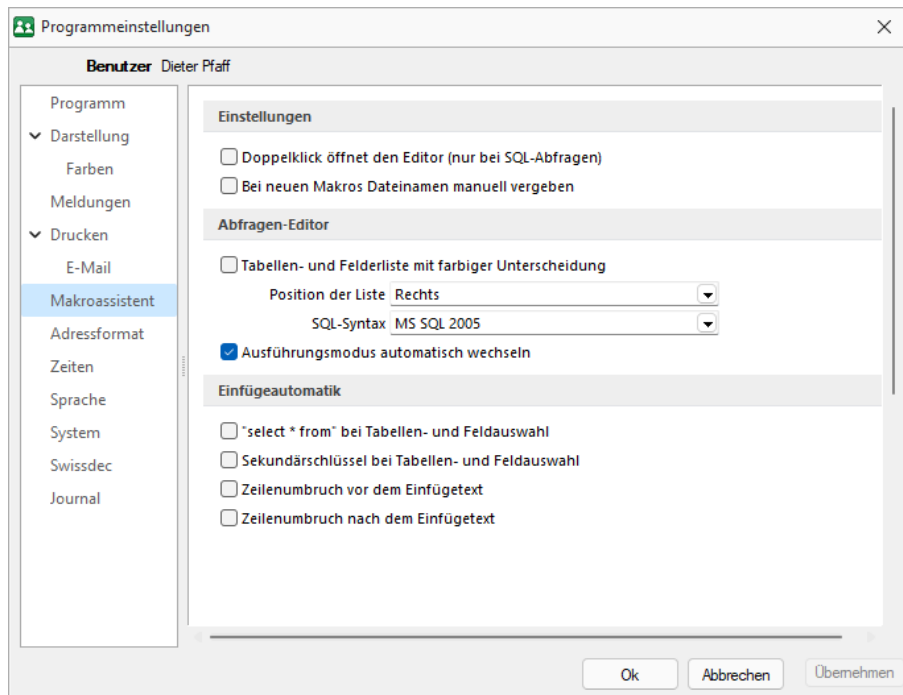 Programmeinstellungen
Benutzer Dieter Pfaff
Programm
Darstellung
Farben
Meldungen
Drucken
E-Mail
Makroassistent
Adressformat
Zeiten
Sprache
System
Swissdec
Journal
Einstellungen
Doppelklick öffnet den Editor (nur bei SQL-Abfragen)
Bei neuen Makros Dateinamen manuell vergeben
Abfragen-Editor
Tabellen- und Felderliste mit farbiger Unterscheidung
Position der Liste Rechts
SQL-Syntax MS SQL 2005
Ausführungsmodus automatisch wechseln
Einfügeautomatik
"select * from" bei Tabellen- und Feldauswahl
Sekundärschlüssel bei Tabellen- und Feldauswahl
Zeilenumbruch vor dem Einfügetext
Zeilenumbruch nach dem Einfügetext
Ok Abbrechen Übernehmen